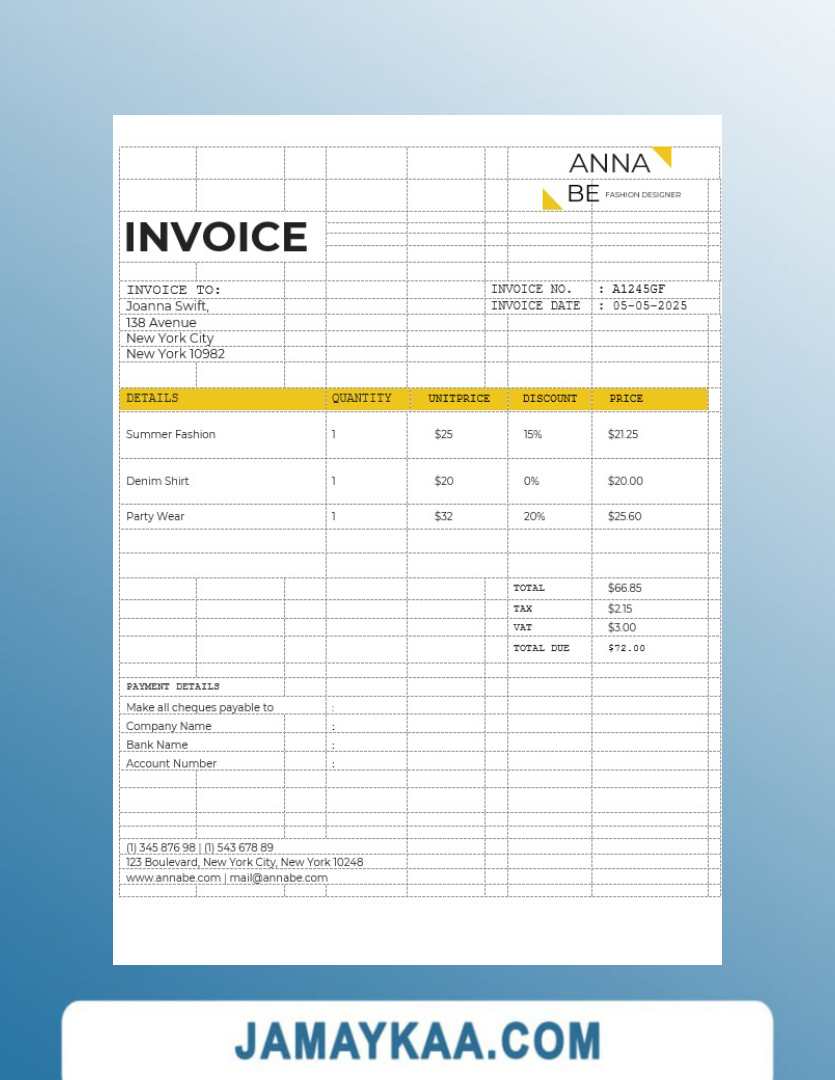 ANNA
BE FASHION DESIGNER
INVOICE
INVOICE TO:
Joanna Swift,
138 Avenue
New York City
New York 10982
INVOICE NO. : A1245GF
INVOICE DATE : 05-05-2025
DETAILS QUANTITY UNITPRICE DISCOUNT PRICE
Summer Fashion 1 $25 15% $21.25
Denim Shirt 1 $20 0% $20.00
Party Wear 1 $32 20% $25.60
TOTAL $66.85
TAX $2.15
VAT $3.00
TOTAL DUE $72.00
PAYMENT DETAILS
Make all cheques payable to :
Company Name :
Bank Name :
Account Number :
(1) 345 876 98 | (1) 543 678 89
123 Boulevard, New York City, New York 10248
www.annabe.com | mail@annabe.com
JAMAYKAA.COM